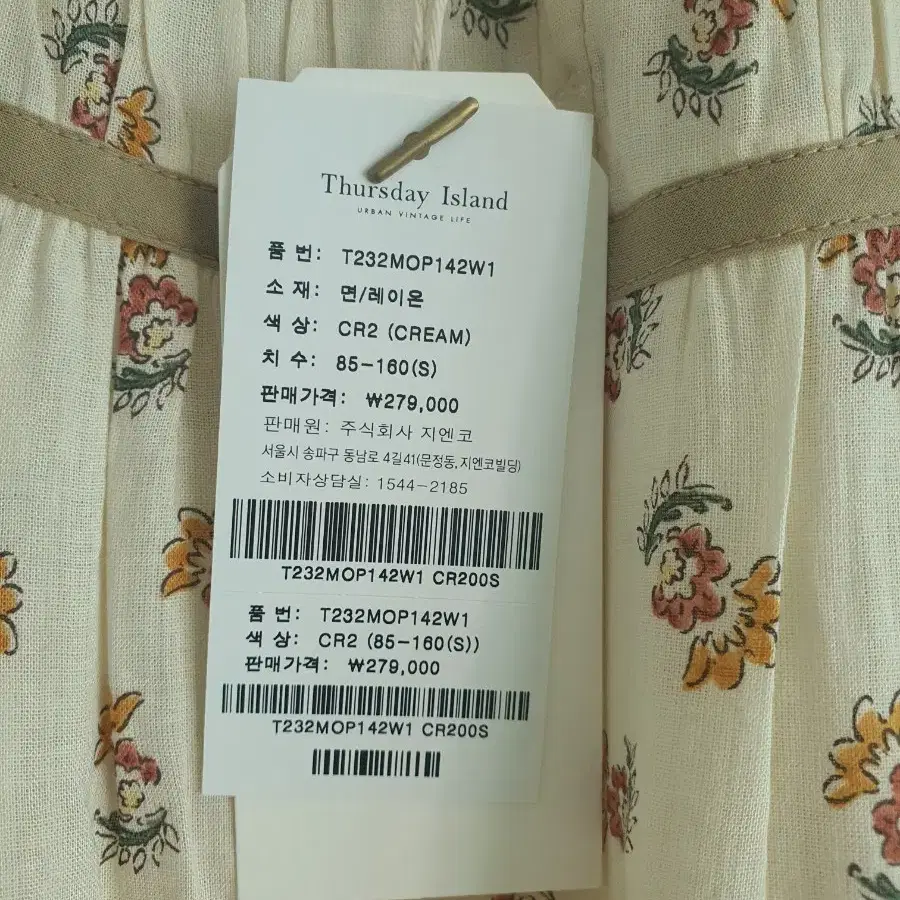 Thursday Island
URBAN VINTAGE LIFE
품 번: T232MOP142W1
소 재: 면/레이온
색 상: CR2 (CREAM)
치 수: 85-160(S)
판매가격: ₩279,000
판매원: 주식회사 지엔코
서울시 송파구 동남로 4길41(문정동,지엔코빌딩)
소비자상담실: 1544-2185
T232MOP142W1 CR200S
품 번: T232MOP142W1
색 상: CR2 (85-160(S))
판매가격: ₩279,000
T232MOP142W1 CR200S